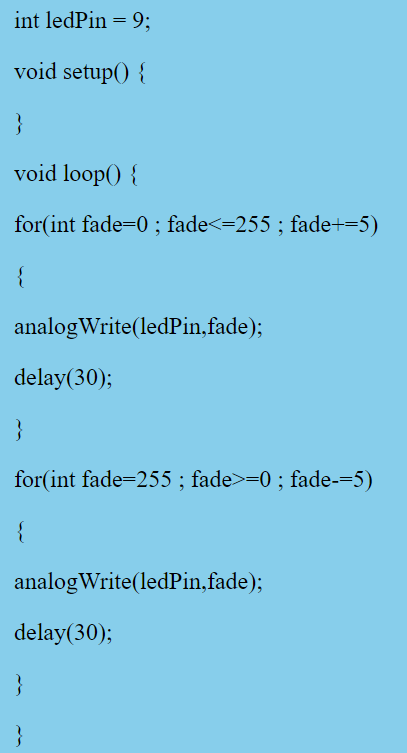 int ledPin = 9;
void setup() {
}
void loop() {
for(int fade=0 ; fade<=255 ; fade+=5)
{
analogWrite(ledPin,fade);
delay(30);
}
for(int fade=255 ; fade>=0 ; fade-=5)
{
analogWrite(ledPin,fade);
delay(30);
}
}